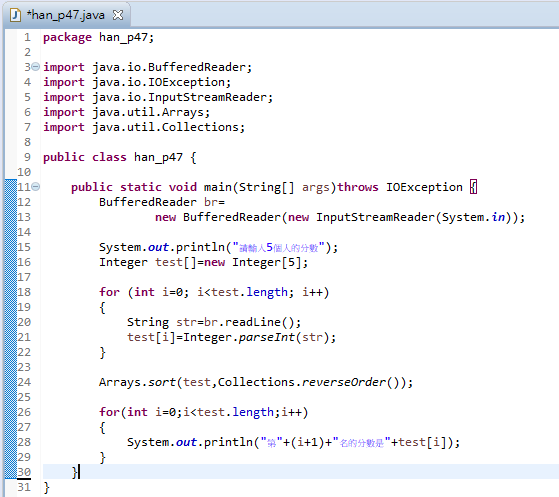 *han_p47.java
1 package han_p47;
2
3 import java.io.BufferedReader;
4 import java.io.IOException;
5 import java.io.InputStreamReader;
6 import java.util.Arrays;
7 import java.util.Collections;
8
9 public class han_p47 {
10
11 public static void main(String[] args)throws IOException {
12 BufferedReader br=
13 new BufferedReader(new InputStreamReader(System.in));
14
15 System.out.println("請輸入5個人的分數");
16 Integer test[]=new Integer[5];
17
18 for (int i=0; i<test.length; i++)
19 {
20 String str=br.readLine();
21 test[i]=Integer.parseInt(str);
22 }
23
24 Arrays.sort(test,Collections.reverseOrder());
25
26 for(int i=0;i<test.length;i++)
27 {
28 System.out.println("第"+(i+1)+"名的分數是"+test[i]);
29 }
30 }
31 }